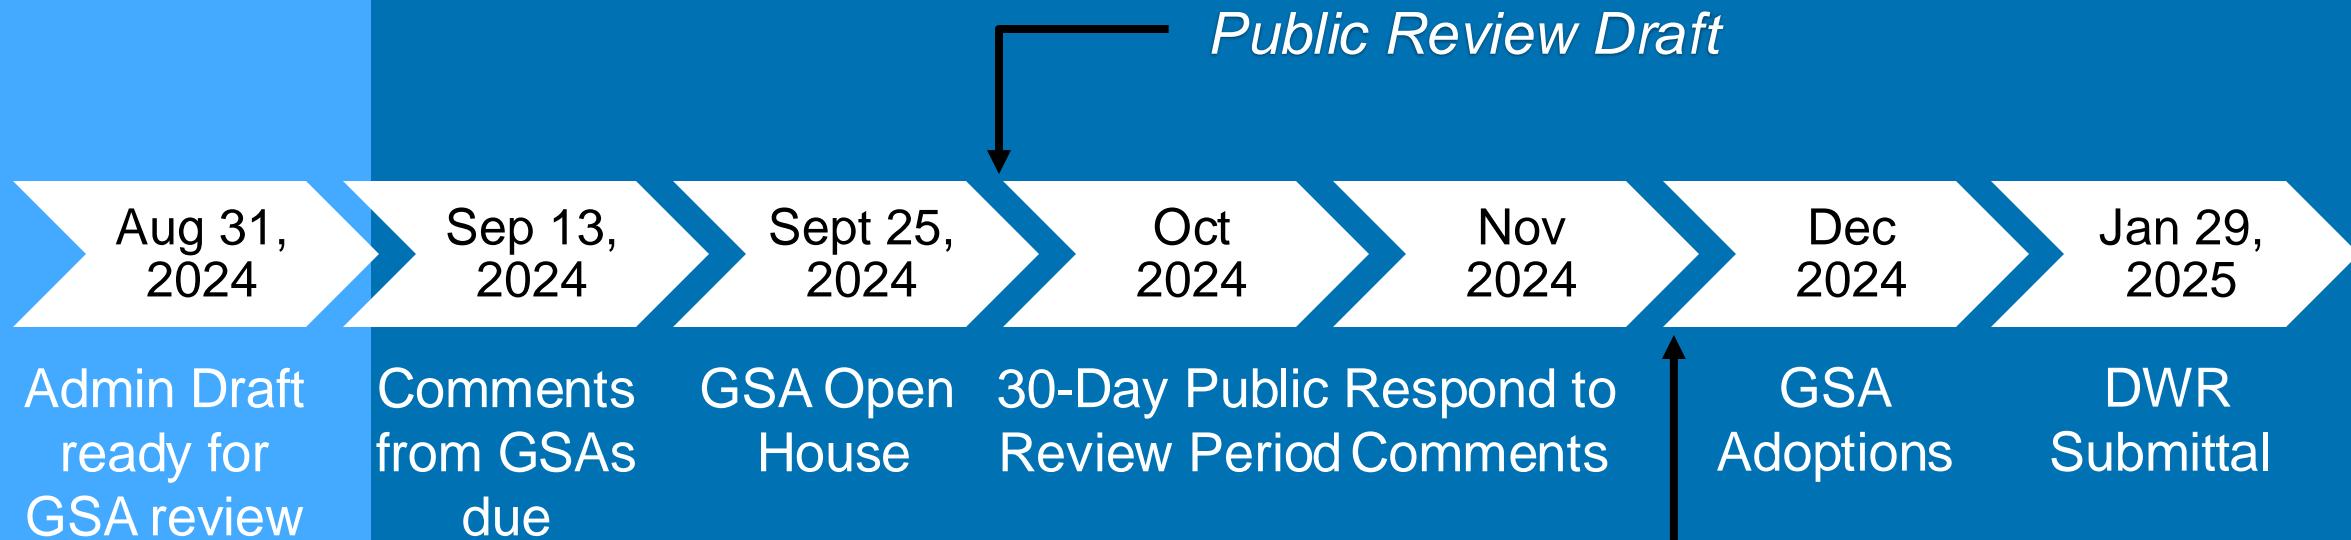 Public Review Draft
Aug 31,
2024
Sep 13,
2024
Sept 25,
2024
Oct
2024
Nov
2024
Dec
2024
Jan 29,
2025
Admin Draft
ready for
GSA review
Comments
from GSAs
due
GSA Open
House
30-Day Public
Review Period
Respond to
Comments
GSA
Adoptions
DWR
Submittal